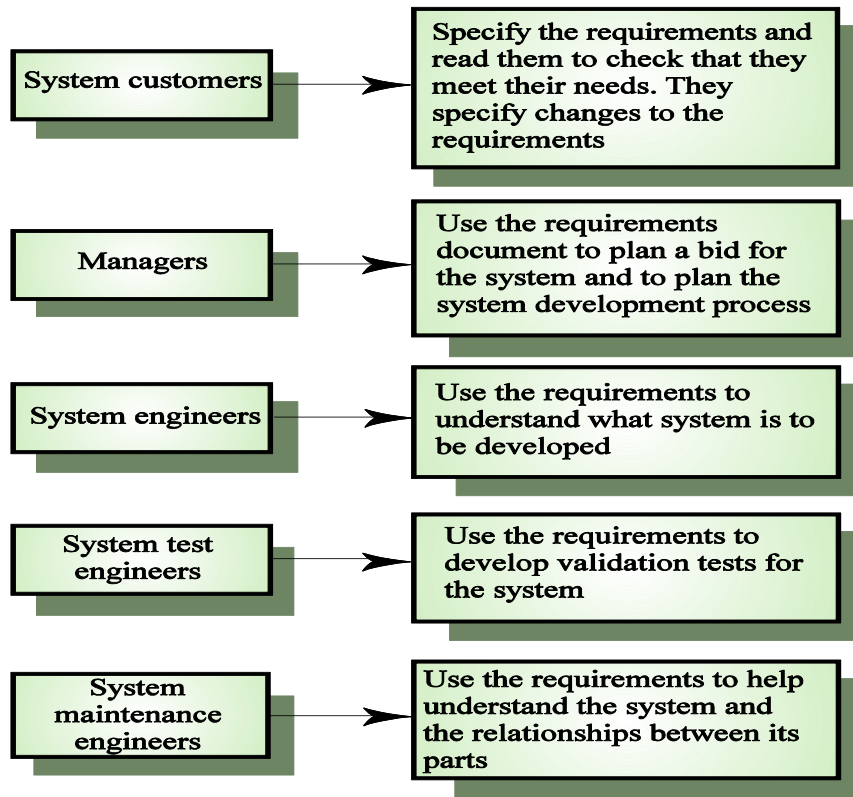 System customers
Specify the requirements and
read them to check that they
meet their needs. They
specify changes to the
requirements
Managers
Use the requirements
document to plan a bid for
the system and to plan the
system development process
System engineers
Use the requirements to
understand what system is to
be developed
System test
engineers
Use the requirements to
develop validation tests for
the system
System
maintenance
engineers
Use the requirements to help
understand the system and
the relationships between its
parts